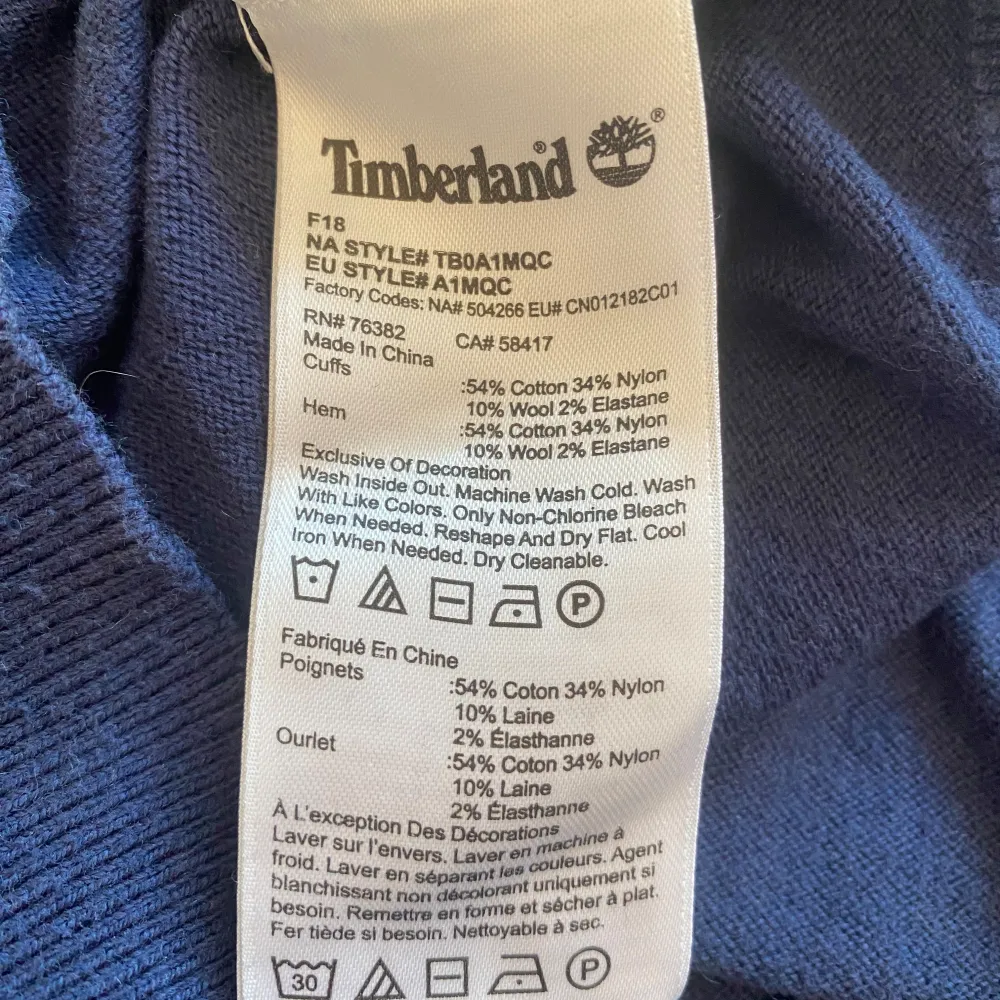 Timberland®
®
F18
NA STYLE# TB0A1MQC
EU STYLE# A1MQC
Factory Codes: NA# 504266 EU# CN012182C01
RN# 76382 CA# 58417
Made In China
Cuffs :54% Cotton 34% Nylon
10% Wool 2% Elastane
Hem :54% Cotton 34% Nylon
10% Wool 2% Elastane
Exclusive Of Decoration
Wash Inside Out. Machine Wash Cold. Wash
With Like Colors. Only Non-Chlorine Bleach
When Needed. Reshape And Dry Flat. Cool
Iron When Needed. Dry Cleanable.
P
Fabriqué En Chine
Poignets :54% Coton 34% Nylon
10% Laine
2% Élasthanne
Ourlet :54% Coton 34% Nylon
10% Laine
2% Élasthanne
À L'exception Des Décorations
Laver sur l'envers. Laver en machine à
froid. Laver en séparant les couleurs. Agent
blanchissant non décolorant uniquement si
besoin. Remettre en forme et sécher à plat.
Fer tiède si besoin. Nettoyable à sec.
30 P